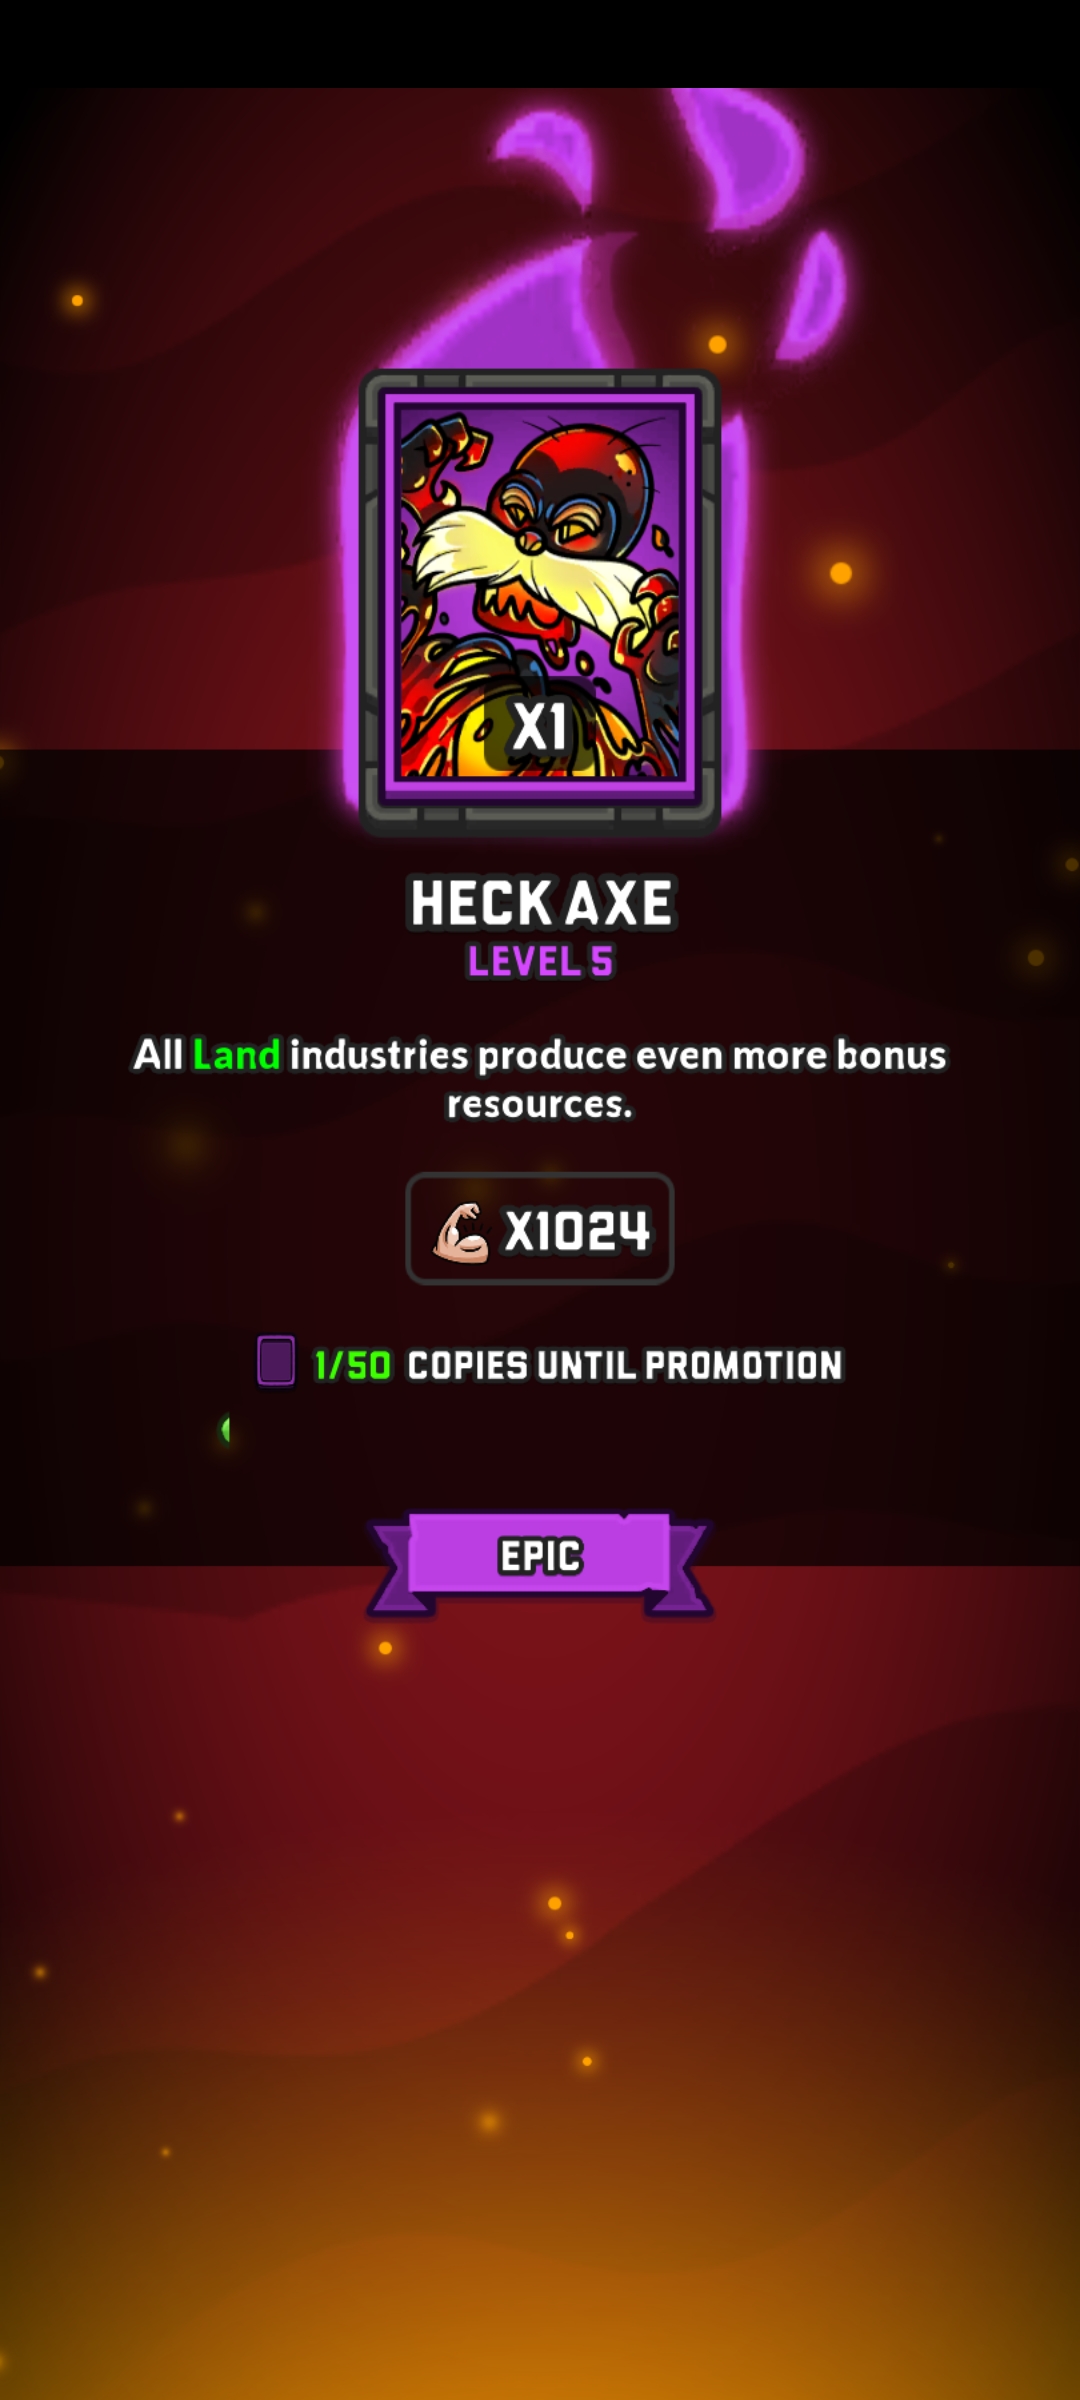 X1
HECK AXE
LEVEL 5
All Land industries produce even more bonus
resources.
X1024
1/50 COPIES UNTIL PROMOTION
EPIC